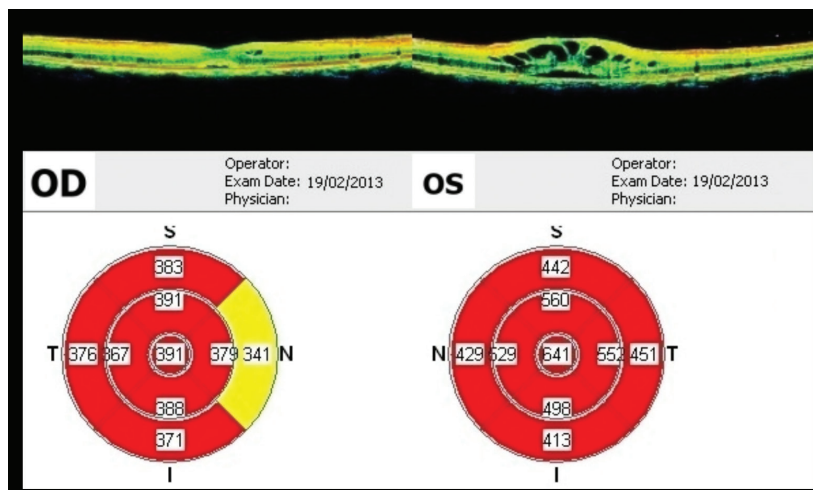 OD
Operator:
Exam Date: 19/02/2013
Physician:
OS
Operator:
Exam Date: 19/02/2013
Physician:
S
383
391
T 376 367 391 379 341 N
388
371
I
S
442
560
N 429 529 641 552 451 T
498
413
I